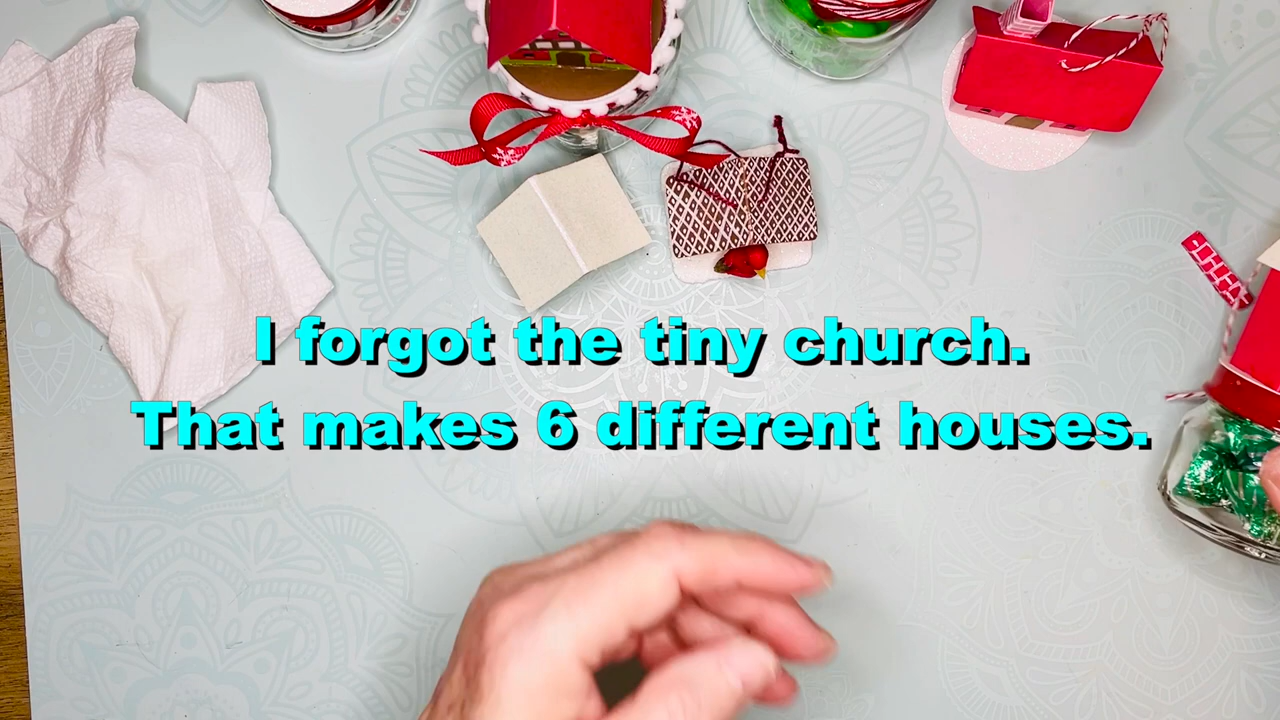 I forgot the tiny church.
That makes 6 different houses.